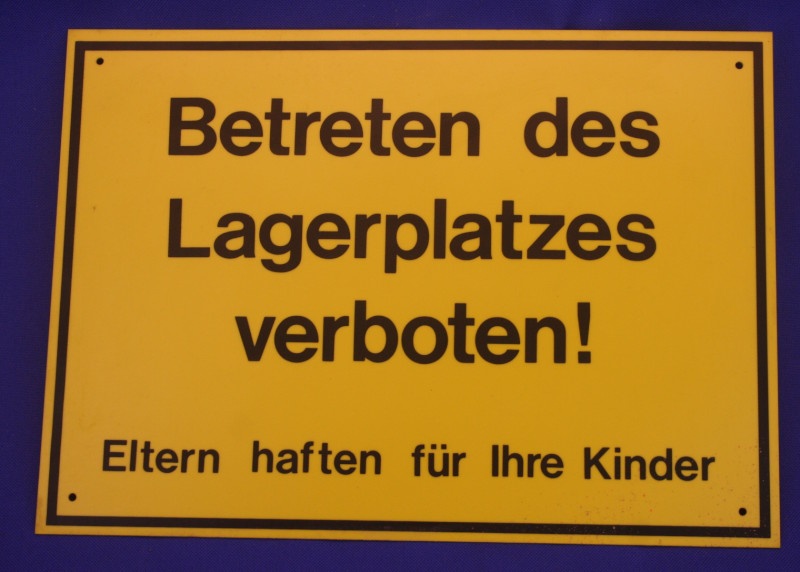 Betreten des
Lagerplatzes
verboten!
Eltern haften für Ihre Kinder